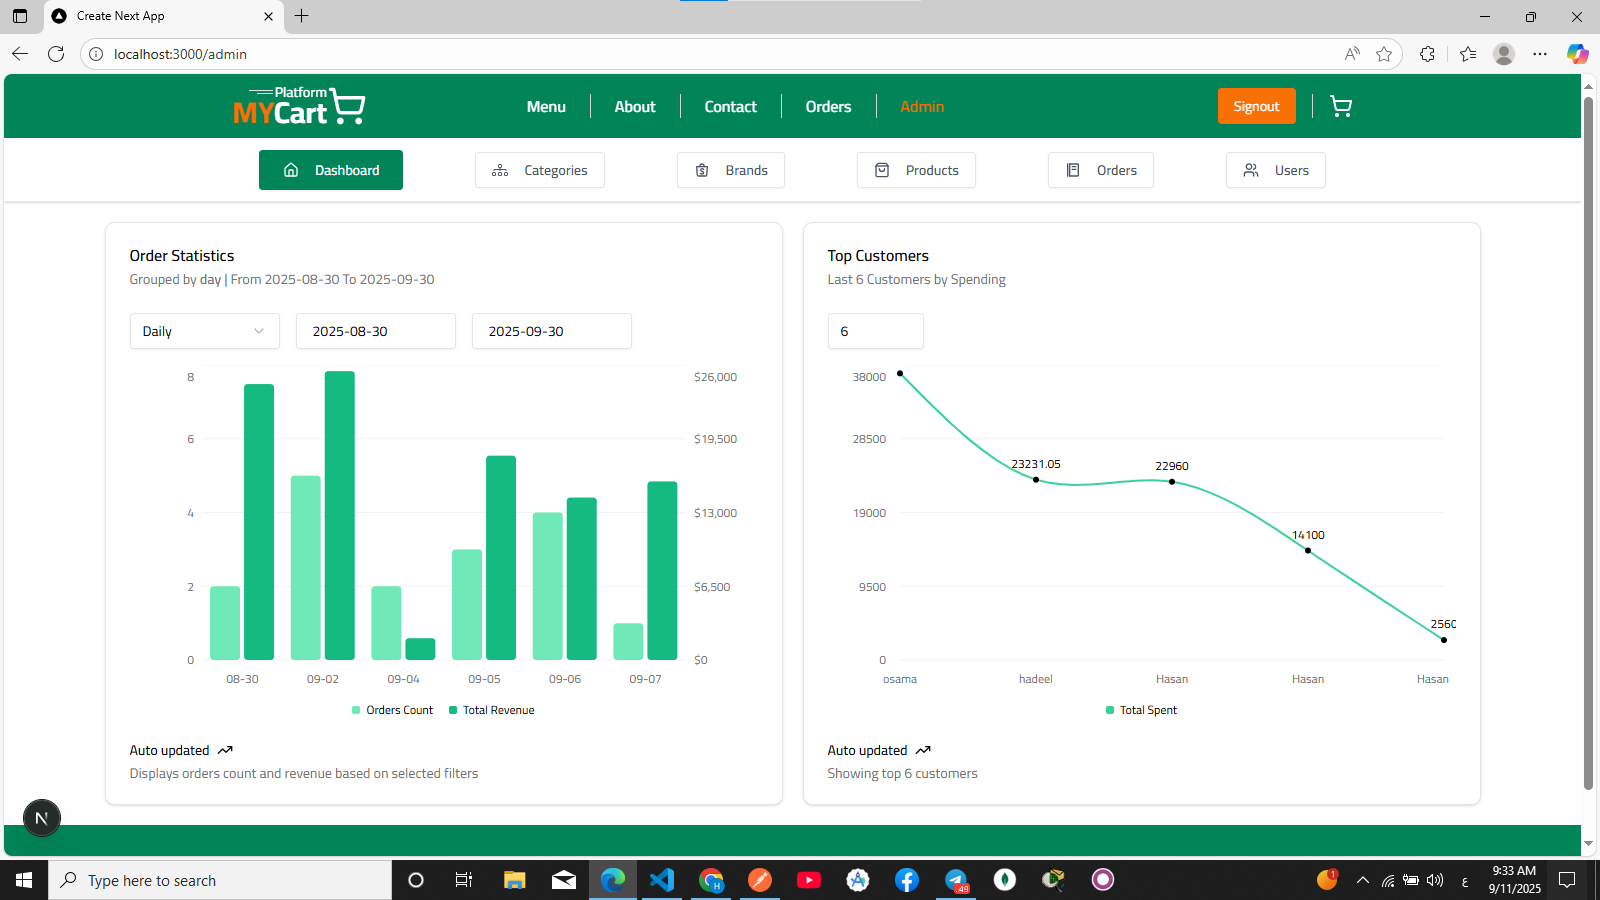 Create Next App
localhost:3000/admin
Platform
MYCart
Menu
About
Contact
Orders
Admin
Signout
Dashboard
Categories
Brands
Products
Orders
Users
Order Statistics
Grouped by day | From 2025-08-30 To 2025-09-30
Daily
2025-08-30
2025-09-30
8
6
4
2
0
$26,000
$19,500
$13,000
$6,500
$0
08-30
09-02
09-04
09-05
09-06
09-07
Orders Count
Total Revenue
Auto updated
Displays orders count and revenue based on selected filters
Top Customers
Last 6 Customers by Spending
6
38000
28500
19000
9500
0
23231.05
22960
14100
2560
osama
hadeel
Hasan
Hasan
Hasan
Total Spent
Auto updated
Showing top 6 customers
N
Type here to search
H
49
1
ع
9:33 AM
9/11/2025